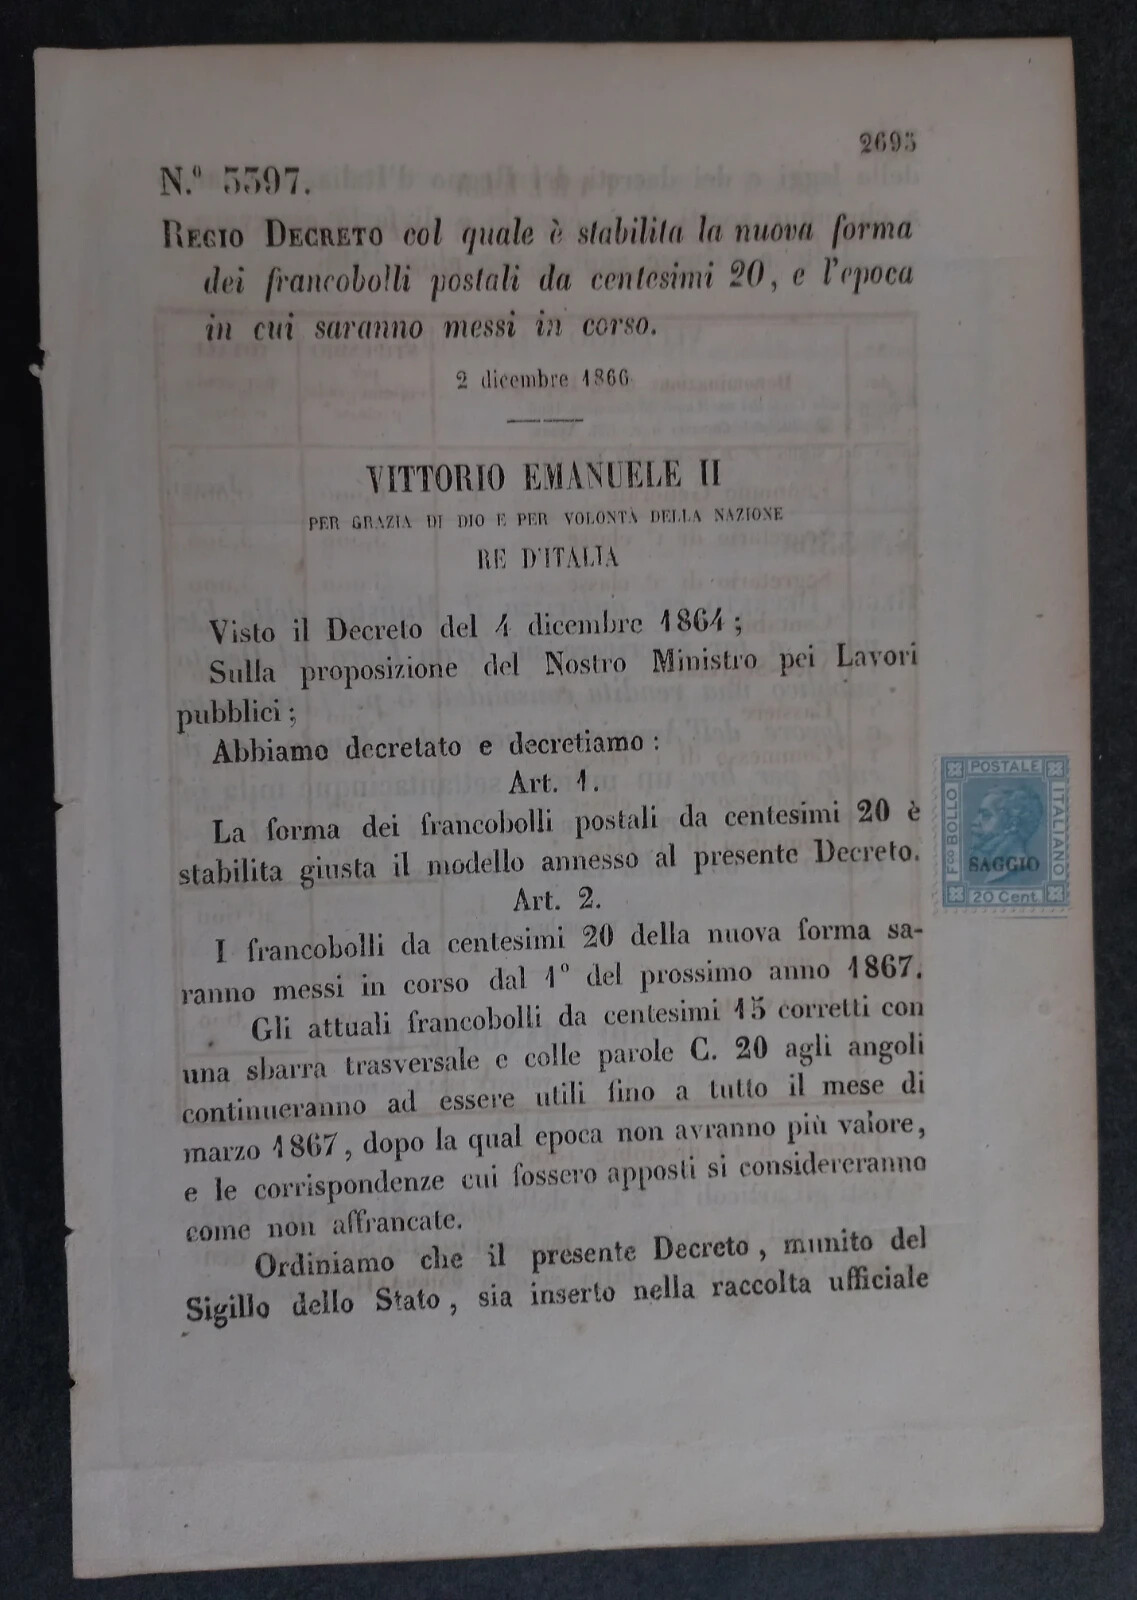 2693
N.º 3397.
REGIO DECRETO col quale è stabilita la nuova forma
dei francobolli postali da centesimi 20, e l'epoca
in cui saranno messi in corso.
2 dicembre 1866
VITTORIO EMANUELE II
PER GRAZIA DI DIO E PER VOLONTÀ DELLA NAZIONE
RE D'ITALIA
Visto il Decreto del 4 dicembre 1864;
Sulla proposizione del Nostro Ministro pei Lavori
pubblici;
Abbiamo decretato e decretiamo:
Art. 1.
La forma dei francobolli postali da centesimi 20 è
stabilita giusta il modello annesso al presente Decreto.
Art. 2.
I francobolli da centesimi 20 della nuova forma sa-
ranno messi in corso dal 1° del prossimo anno 1867.
Gli attuali francobolli da centesimi 15 corretti con
una sbarra trasversale e colle parole C. 20 agli angoli
continueranno ad essere utili fino a tutto il mese di
marzo 1867, dopo la qual epoca non avranno più valore,
e le corrispondenze cui fossero apposti si considereranno
come non affrancate.
Ordiniamo che il presente Decreto, munito del
Sigillo dello Stato, sia inserto nella raccolta ufficiale
POSTALE
Fco BOLLO
ITALIANO
SAGGIO
20 Cent.